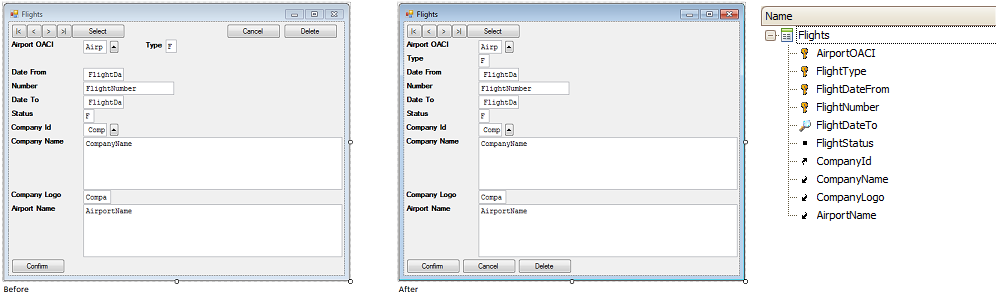 Flights
|< < > >| Select Cancel Delete
Airport OACI Airp Type F
Date From FlightDa
Number FlightNumber
Date To FlightDa
Status F
Company Id Comp
Company Name CompanyName
Company Logo Compa
Airport Name AirportName
Confirm
Before
Flights
|< < > >| Select
Airport OACI Airp
Type F
Date From FlightDa
Number FlightNumber
Date To FlightDa
Status F
Company Id Comp
Company Name CompanyName
Company Logo Compa
Airport Name AirportName
Confirm Cancel Delete
After
Name
Flights
AirportOACI
FlightType
FlightDateFrom
FlightNumber
FlightDateTo
FlightStatus
CompanyId
CompanyName
CompanyLogo
AirportName